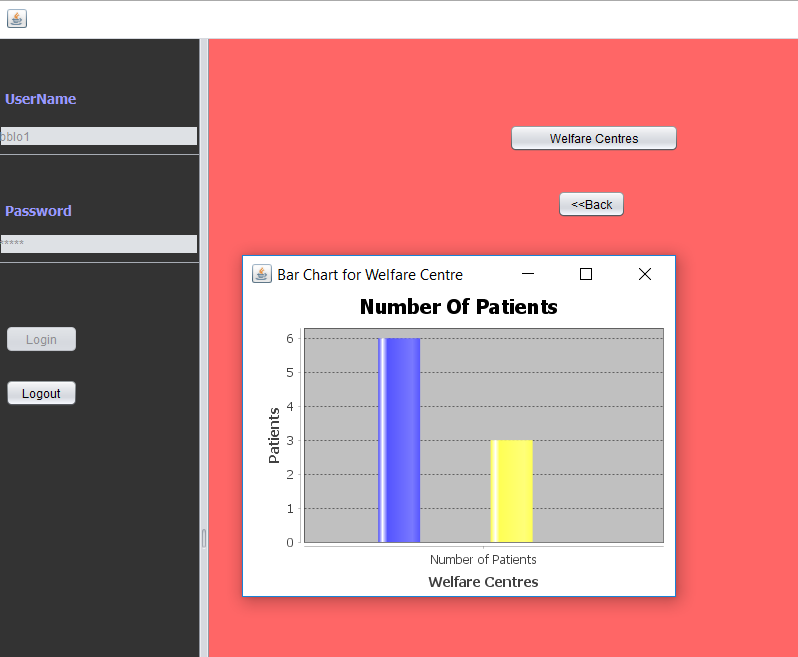 UserName
oblo1
Password
*****
Login
Logout
Welfare Centres
<<Back
Bar Chart for Welfare Centre
Number Of Patients
6
5
4
3
2
1
0
Patients
Number of Patients
Welfare Centres